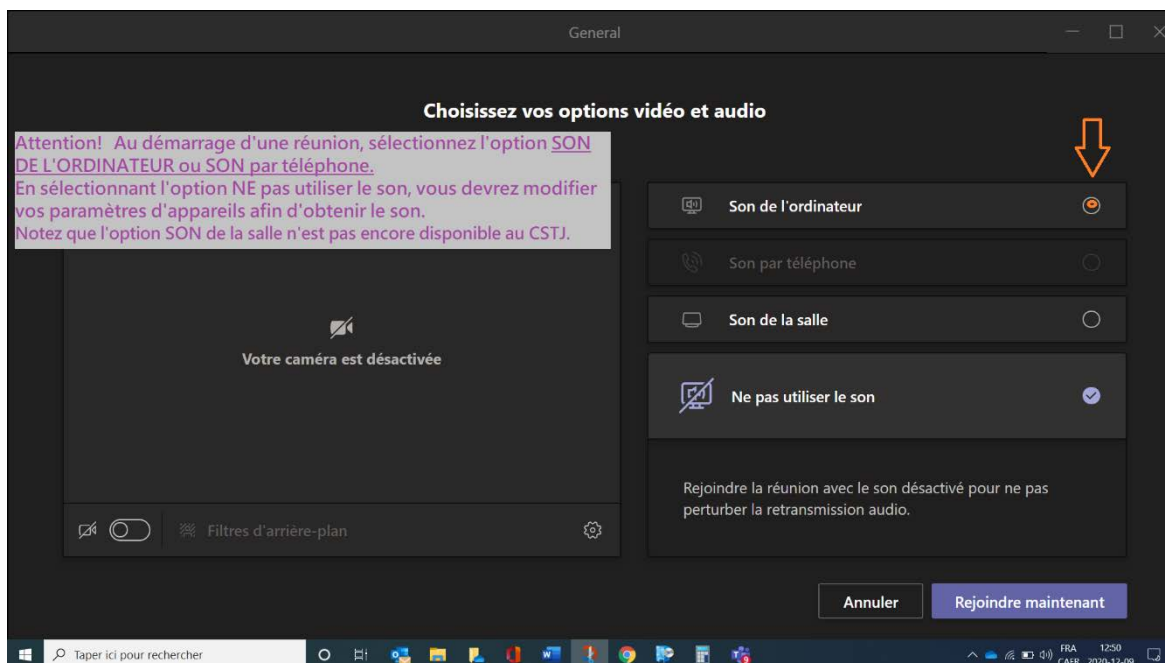 General
Choisissez vos options vidéo et audio
Attention! Au démarrage d'une réunion, sélectionnez l'option SON
DE L'ORDINATEUR ou SON par téléphone.
En sélectionnant l'option NE pas utiliser le son, vous devrez modifier
vos paramètres d'appareils afin d'obtenir le son.
Notez que l'option SON de la salle n'est pas encore disponible au CSTJ.
Votre caméra est désactivée
Filtres d'arrière-plan
Son de l'ordinateur
Son par téléphone
Son de la salle
Ne pas utiliser le son
Rejoindre la réunion avec le son désactivé pour ne pas
perturber la retransmission audio.
Annuler
Rejoindre maintenant
Taper ici pour rechercher
FRA 12:50
CAFR 2020-12-09